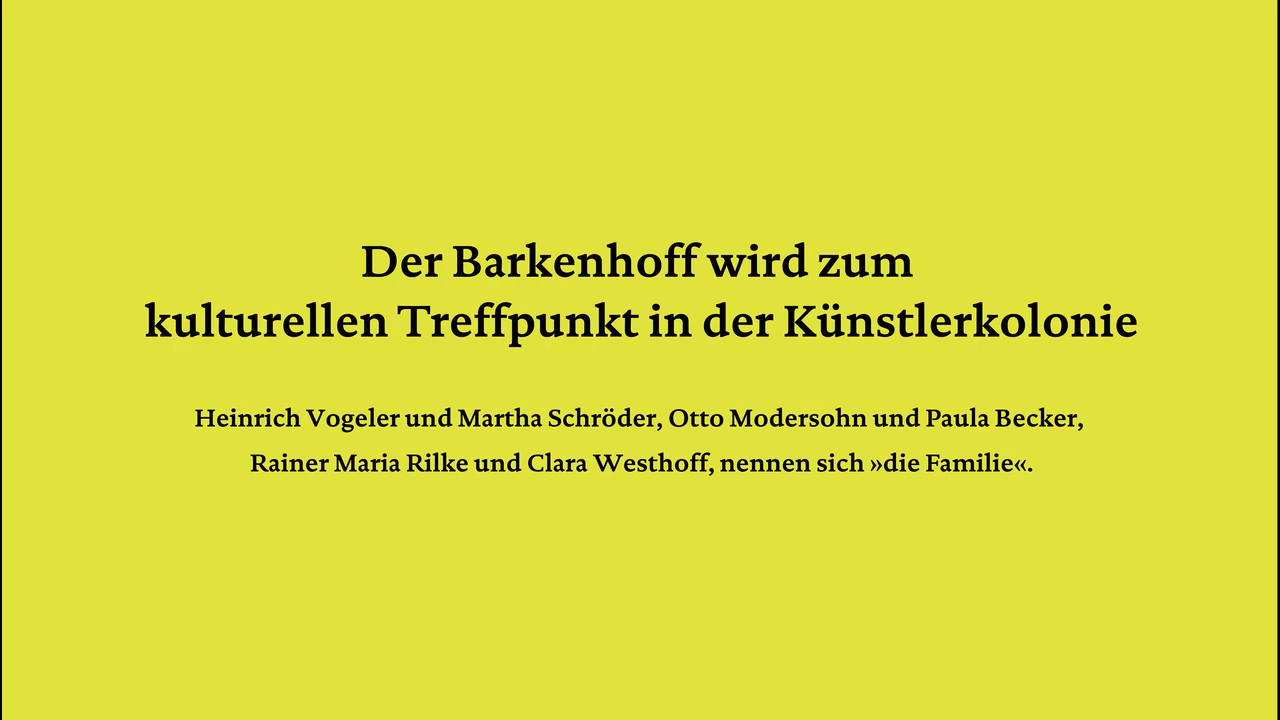 Der Barkenhoff wird zum
kulturellen Treffpunkt in der Künstlerkolonie
Heinrich Vogeler und Martha Schröder, Otto Modersohn und Paula Becker,
Rainer Maria Rilke und Clara Westhoff, nennen sich »die Familie«.